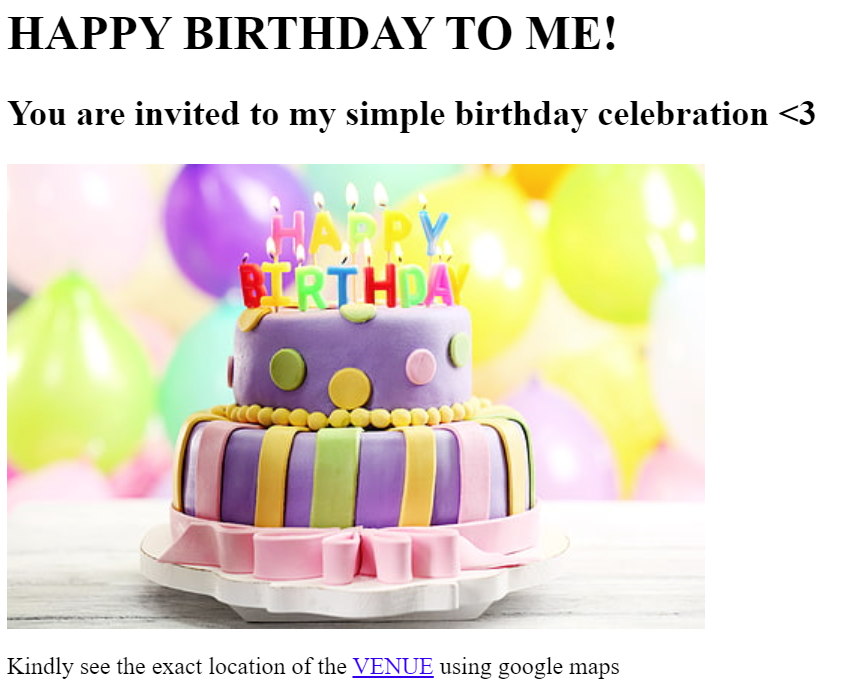 HAPPY BIRTHDAY TO ME!
You are invited to my simple birthday celebration <3
HAPPY
BIRTHDAY
Kindly see the exact location of the VENUE using google maps